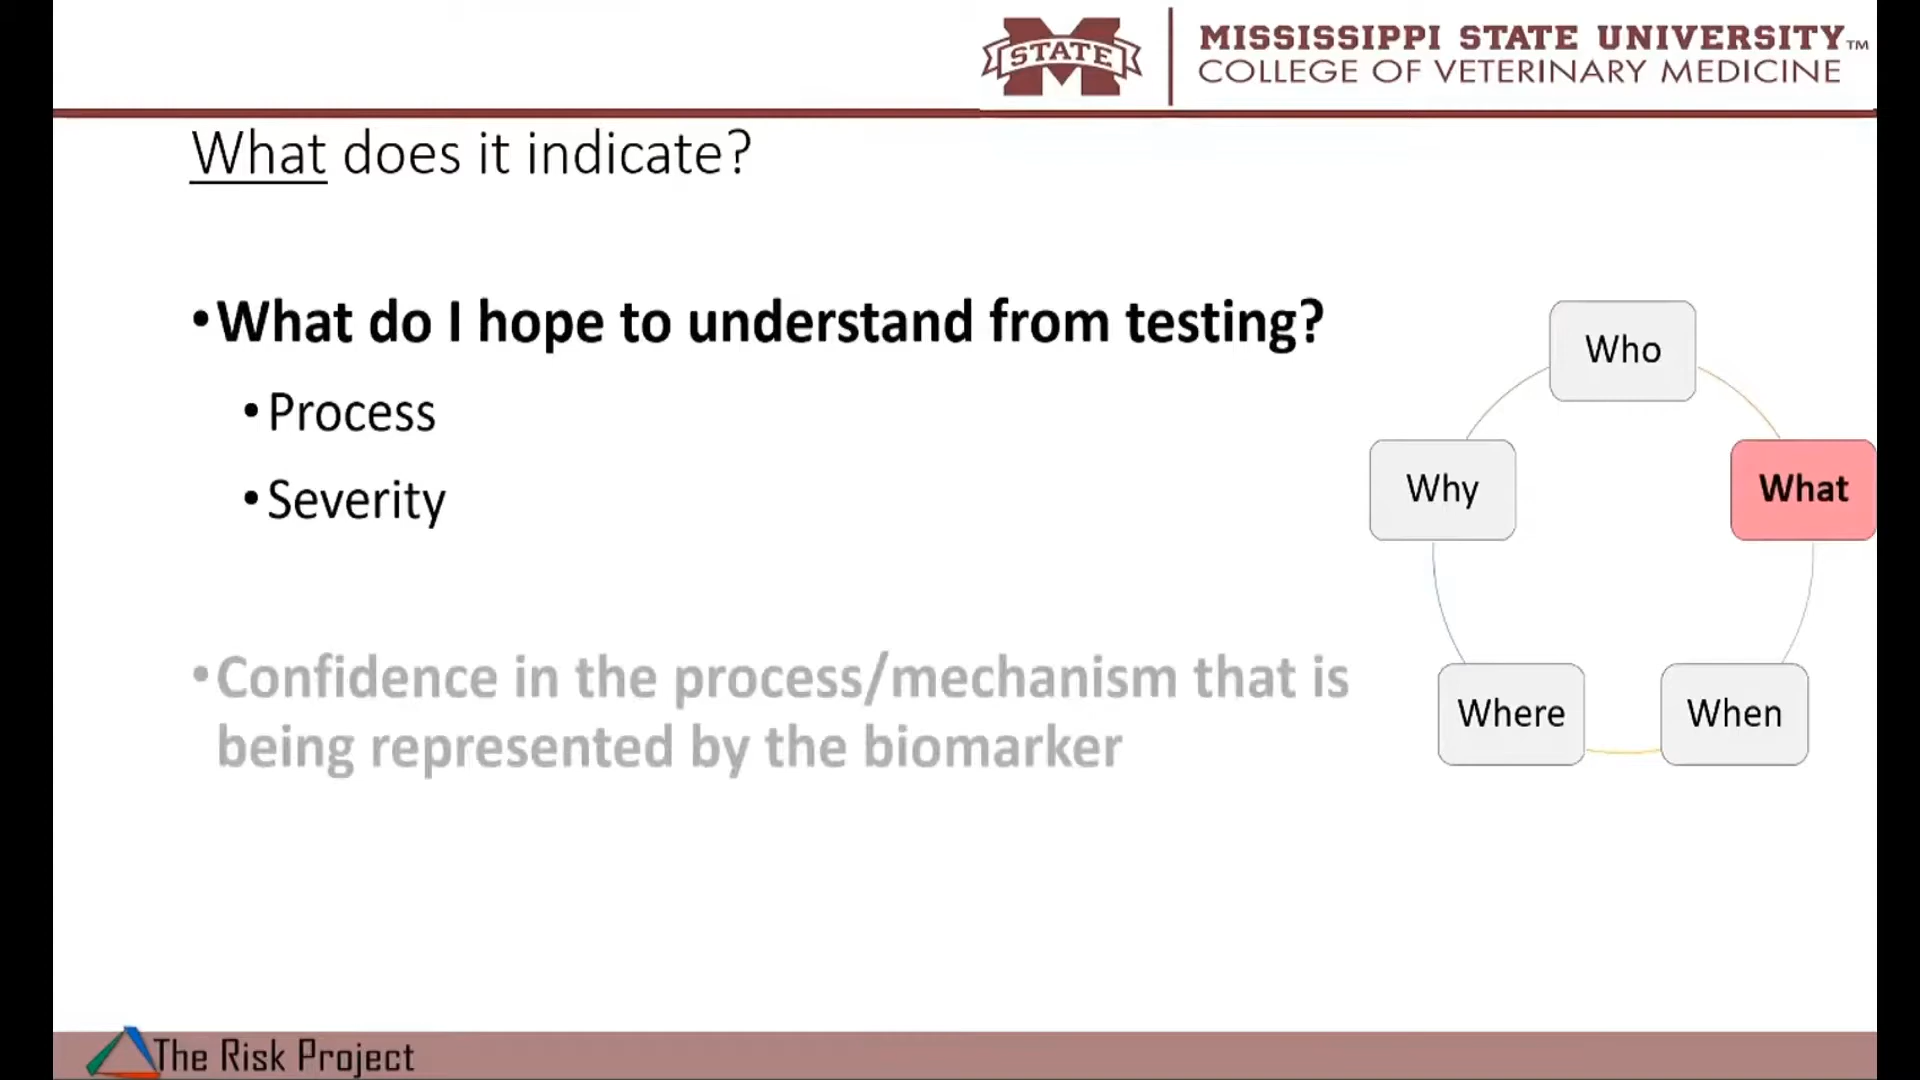 STATE
MISSISSIPPI STATE UNIVERSITY™
COLLEGE OF VETERINARY MEDICINE
What does it indicate?
•What do I hope to understand from testing?
•Process
•Severity
•Confidence in the process/mechanism that is
being represented by the biomarker
Who
What
When
Where
Why
The Risk Project